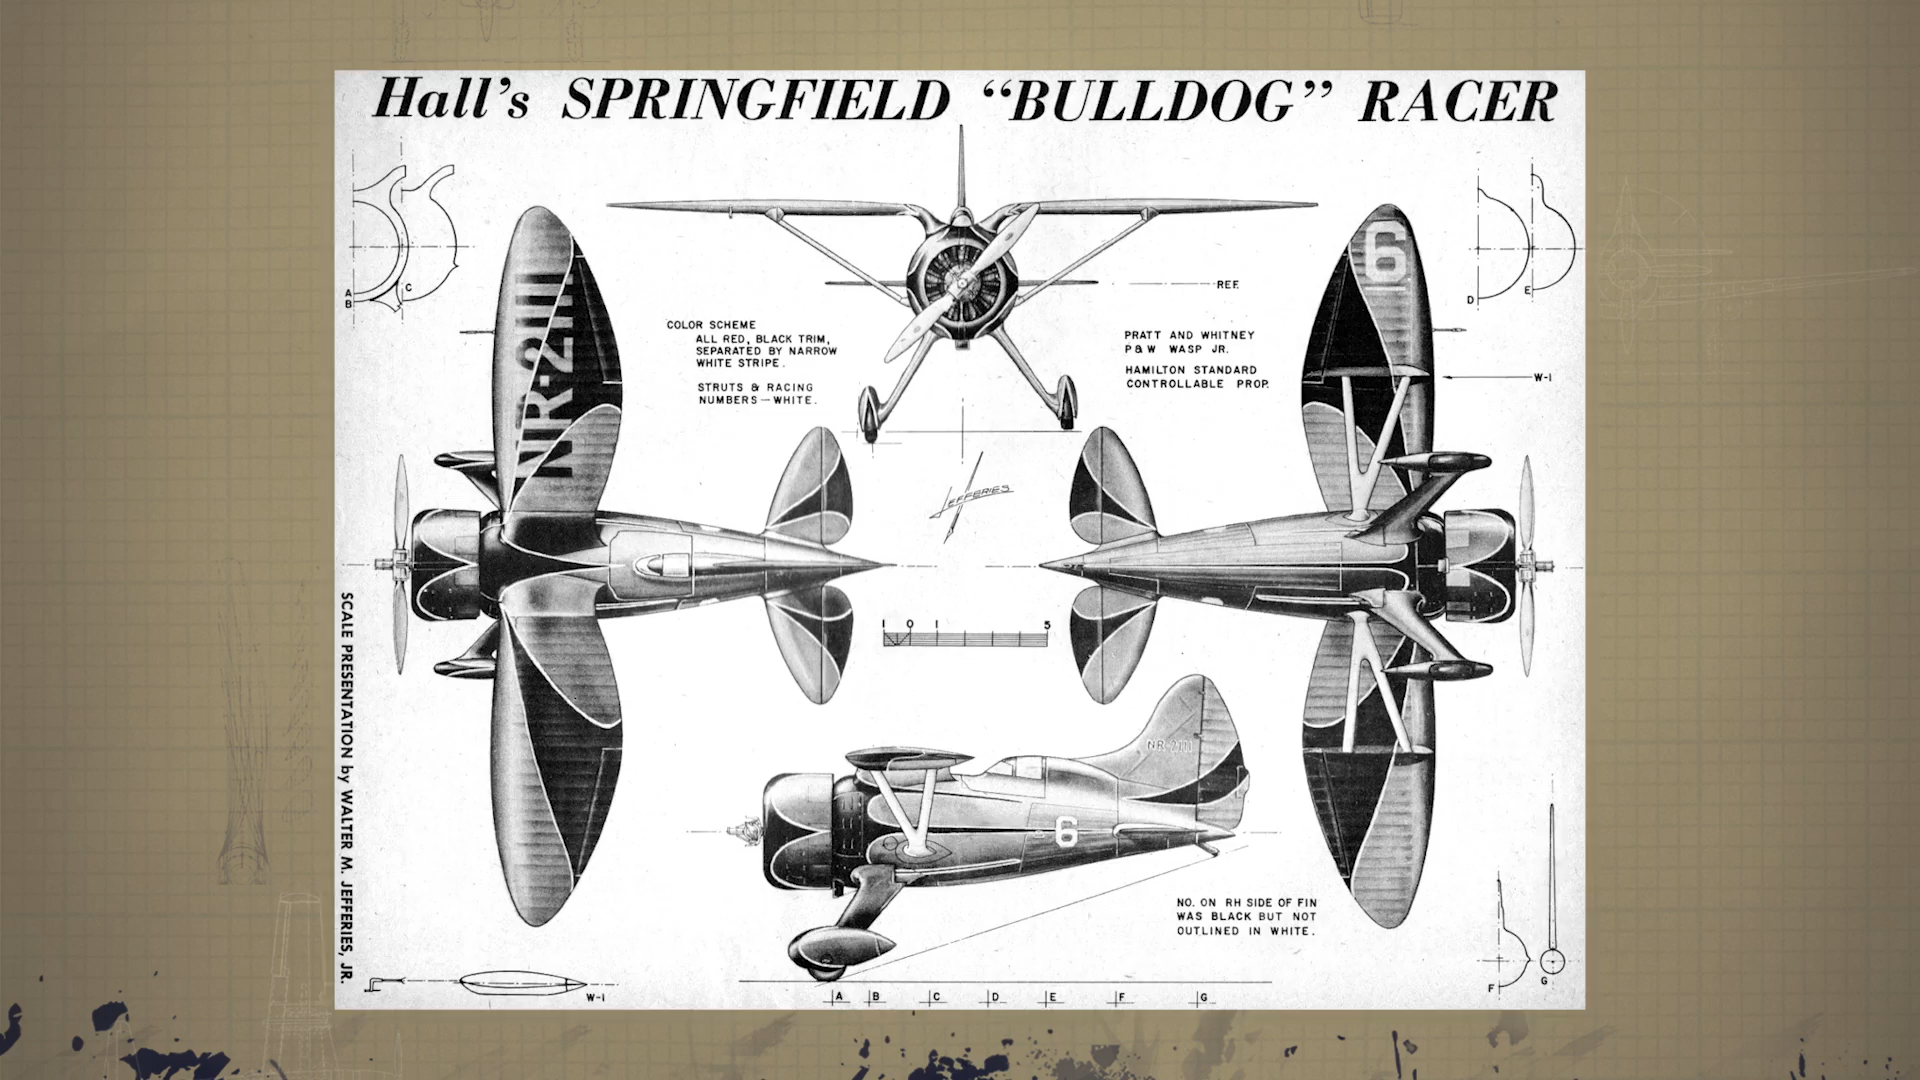 Hall's SPRINGFIELD “BULLDOG” RACER
A
B
C
D
E
REF.
6
NR-2111
COLOR SCHEME
ALL RED, BLACK TRIM,
SEPARATED BY NARROW
WHITE STRIPE.
STRUTS & RACING
NUMBERS—WHITE.
PRATT AND WHITNEY
P&W WASP JR.
HAMILTON STANDARD
CONTROLLABLE PROP.
W-1
JEFFERIES
1 0 1 5
SCALE PRESENTATION by WALTER M. JEFFERIES, JR.
NR-2111
6
NO. ON RH SIDE OF FIN
WAS BLACK BUT NOT
OUTLINED IN WHITE.
F
G
W-1
A B C D E F G